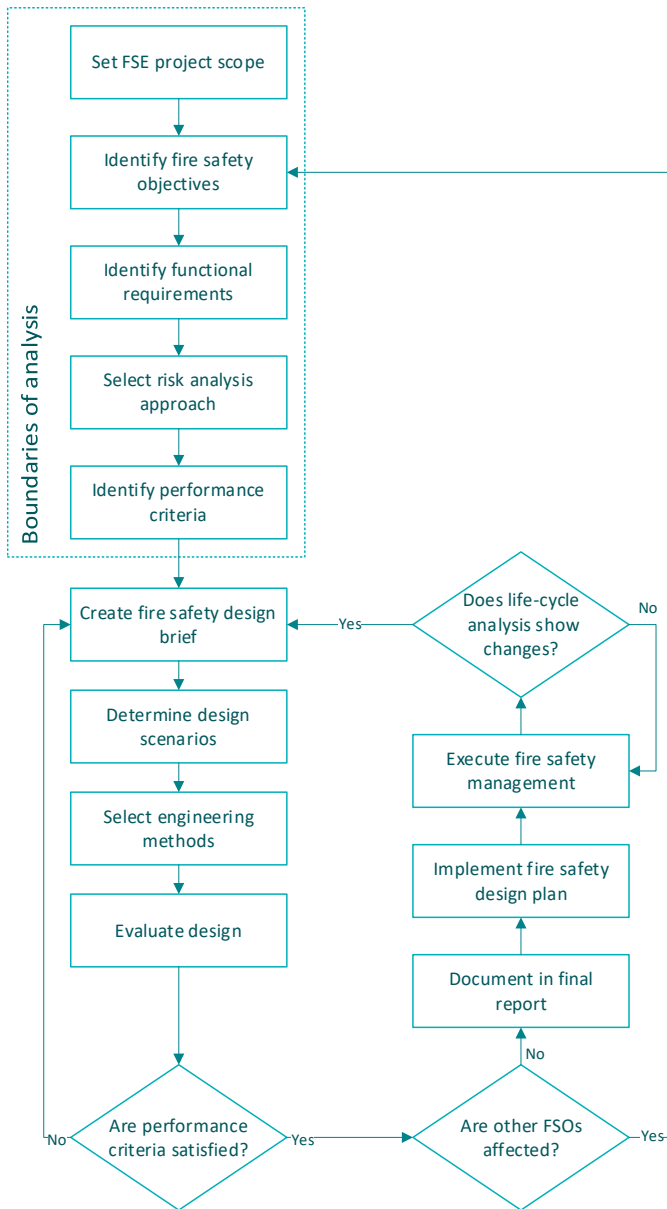 Set FSE project scope
Identify fire safety
objectives
Identify functional
requirements
Select risk analysis
approach
Identify performance
criteria
Boundaries of analysis
Create fire safety design
brief
Determine design
scenarios
Select engineering
methods
Evaluate design
Are performance
criteria satisfied?
No
Yes
Are other FSOs
affected?
Yes
No
Document in final
report
Implement fire safety
design plan
Execute fire safety
management
Does life-cycle
analysis show
changes?
No
Yes